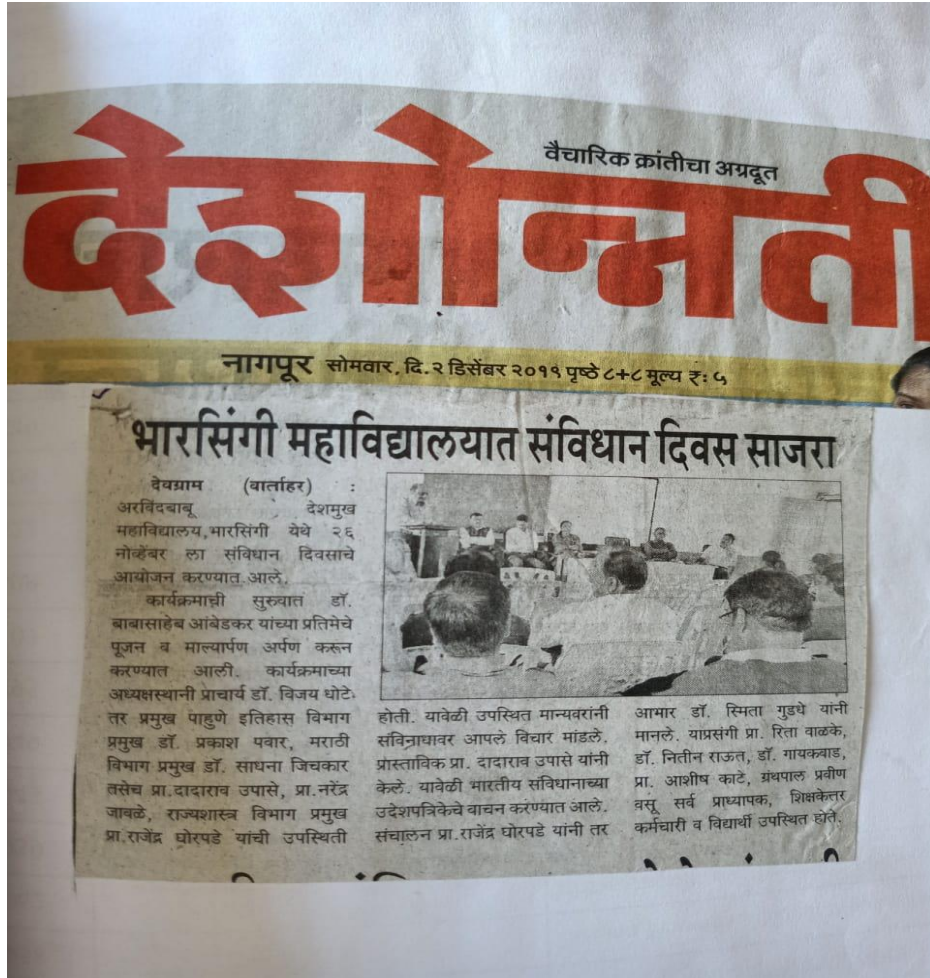 वैचारिक क्रांतीचा अग्रदूत
देशोन्नती
नागपूर सोमवार, दि.२ डिसेंबर २०१९ पृष्ठे ८+८ मूल्य ₹: ५
भारसिंगी महाविद्यालयात संविधान दिवस साजरा
देवग्राम (वार्ताहर) :
अरविंदबाबू देशमुख
महाविद्यालय,भारसिंगी येथे २६
नोव्हेंबर ला संविधान दिवसाचे
आयोजन करण्यात आले.
कार्यक्रमाची सुरुवात डॉ.
बाबासाहेब आंबेडकर यांच्या प्रतिमेचे
पूजन व माल्यार्पण अर्पण करून
करण्यात आली. कार्यक्रमाच्या
अध्यक्षस्थानी प्राचार्य डॉ. विजय धोटे
तर प्रमुख पाहुणे इतिहास विभाग
प्रमुख डॉ. प्रकाश पवार, मराठी
विभाग प्रमुख डॉ. साधना जिचकार
तसेच प्रा.दादाराव उपासे, प्रा.नरेंद्र
जावळे, राज्यशास्त्र विभाग प्रमुख
प्रा.राजेंद्र घोरपडे यांची उपस्थिती
होती. यावेळी उपस्थित मान्यवरांनी
संविनाधावर आपले विचार मांडले.
प्रास्ताविक प्रा. दादाराव उपासे यांनी
केले. यावेळी भारतीय संविधानाच्या
उदेशपत्रिकेचे वाचन करण्यात आले.
संचालन प्रा.राजेंद्र घोरपडे यांनी तर
आभार डॉ. स्मिता गुडधे यांनी
मानले. याप्रसंगी प्रा. रिता वाळके,
डॉ. नितीन राऊत, डॉ. गायकवाड,
प्रा. आशीष काटे, ग्रंथपाल प्रवीण
वसू सर्व प्राध्यापक, शिक्षकेत्तर
कर्मचारी व विद्यार्थी उपस्थित होते.